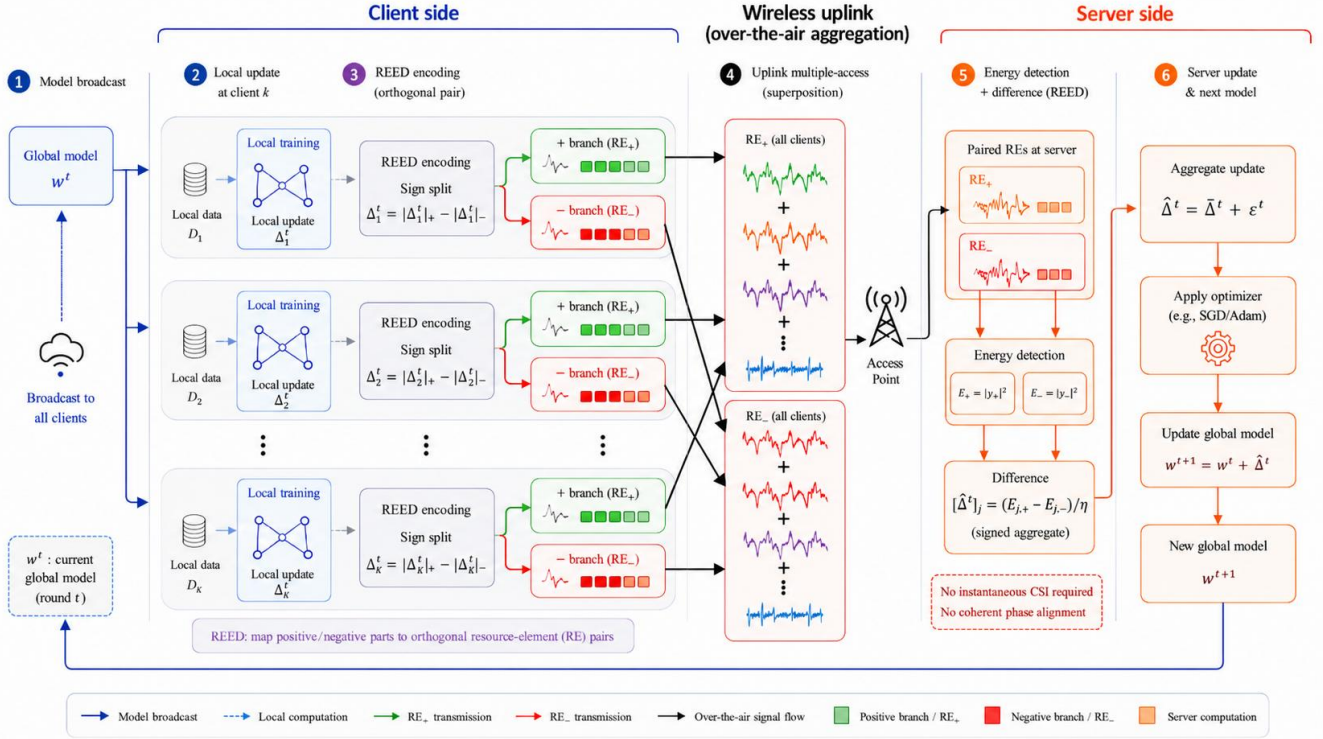 Client side
Wireless uplink
(over-the-air aggregation)
Server side
1 Model broadcast
2 Local update
at client k
3 REED encoding
(orthogonal pair)
4 Uplink multiple-access
(superposition)
5 Energy detection
+ difference (REED)
6 Server update
& next model
Global model
w^t
Broadcast to
all clients
w^t : current
global model
(round t)
Local data
D_1
Local training
Local update
Δ_1^t
REED encoding
Sign split
Δ_1^t = |Δ_1^t|_+ − |Δ_1^t|_−
+ branch (RE_+)
− branch (RE_−)
Local data
D_2
Local training
Local update
Δ_2^t
REED encoding
Sign split
Δ_2^t = |Δ_2^t|_+ − |Δ_2^t|_−
+ branch (RE_+)
− branch (RE_−)
Local data
D_K
Local training
Local update
Δ_K^t
REED encoding
Sign split
Δ_K^t = |Δ_K^t|_+ − |Δ_K^t|_−
+ branch (RE_+)
− branch (RE_−)
REED: map positive/negative parts to orthogonal resource-element (RE) pairs
RE_+ (all clients)
+
+
+
+
RE_− (all clients)
+
+
+
Access
Point
Paired REs at server
RE_+
RE_−
Energy detection
E_+ = |y_+|^2
E_− = |y_−|^2
Difference
[Δ̂^t]_j = (E_{j,+} − E_{j,−})/η
(signed aggregate)
No instantaneous CSI required
No coherent phase alignment
Aggregate update
Δ̂^t = Δ̄^t + ε^t
Apply optimizer
(e.g., SGD/Adam)
Update global model
w^{t+1} = w^t + Δ̂^t
New global model
w^{t+1}
Model broadcast
Local computation
RE_+ transmission
RE_− transmission
Over-the-air signal flow
Positive branch / RE_+
Negative branch / RE_−
Server computation